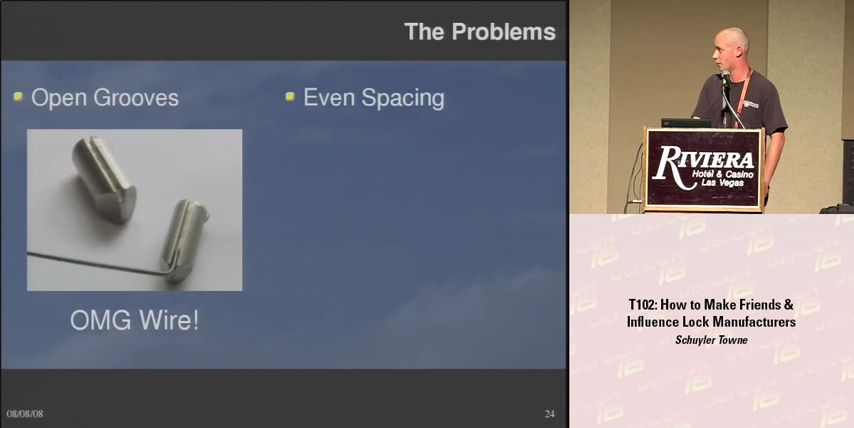 The Problems
Open Grooves
Even Spacing
OMG Wire!
08/08/08
24
RIVIERA
Hotel & Casino
Las Vegas
T102: How to Make Friends &
Influence Lock Manufacturers
Schuyler Towne